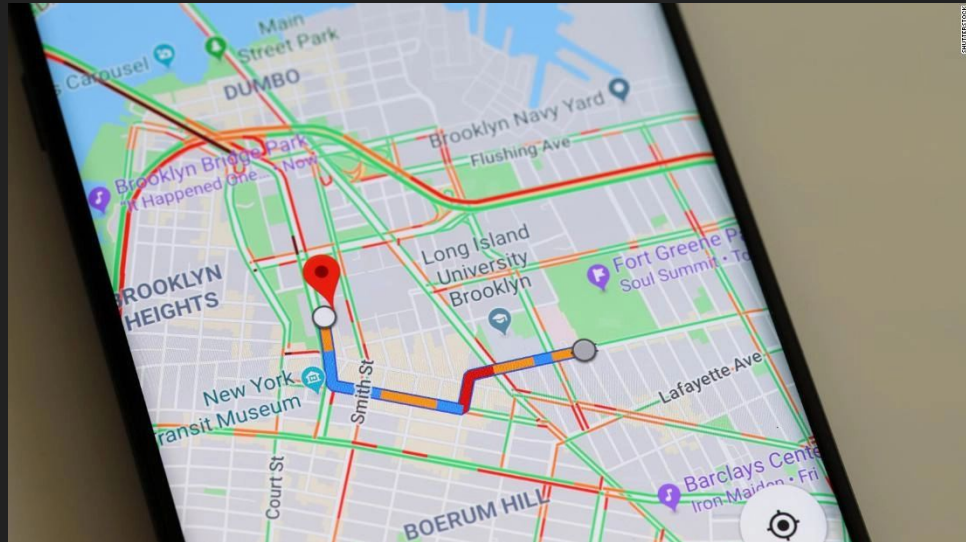 Main
Street Park
s Carousel
DUMBO
Brooklyn Navy Yard
Flushing Ave
Brooklyn Bridge Park
"It Happened One Now
Long Island
University
Brooklyn
Fort Greene P
Soul Summit • To
BROOKLYN
HEIGHTS
New York
Transit Museum
Smith St
Lafayette Ave
Court St
Barclays Cente
Iron Maiden • Fri
BOERUM HILL
SHUTTERSTOCK